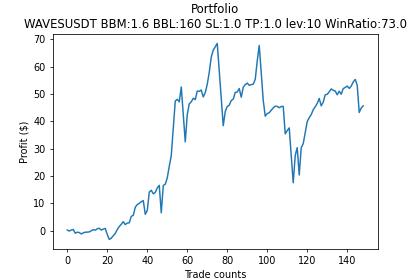 Portfolio
WAVESUSDT BBM:1.6 BBL:160 SL:1.0 TP:1.0 lev:10 WinRatio:73.0
70
60
50
40
30
20
10
0
Profit ($)
0 20 40 60 80 100 120 140
Trade counts